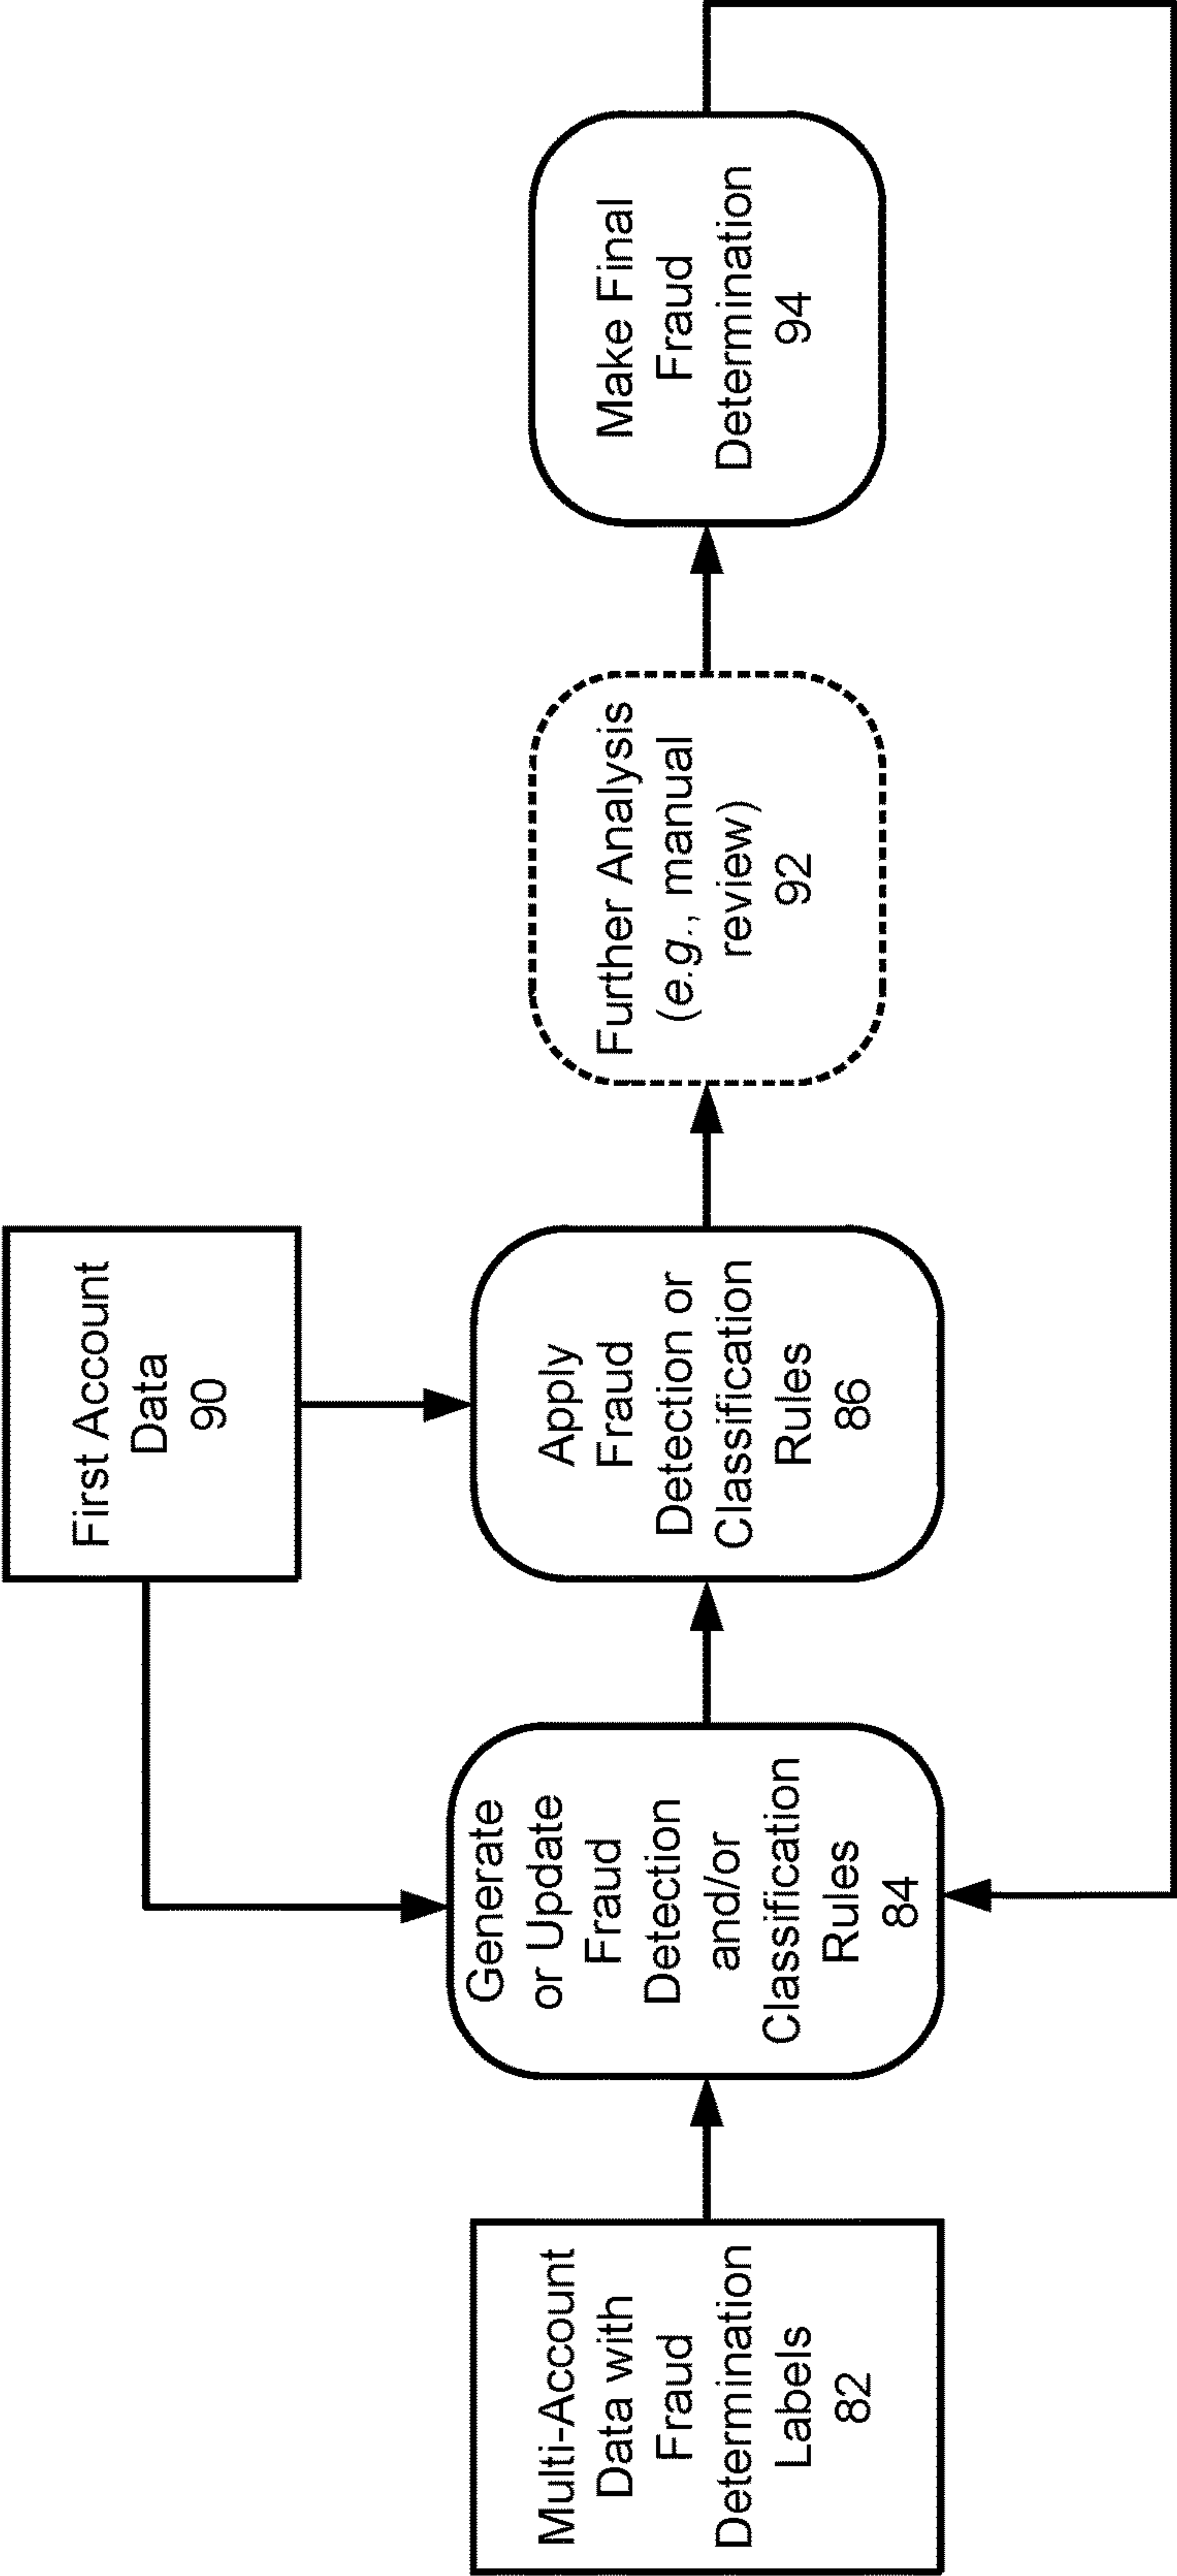 First Account
Data
90
Multi-Account
Data with
Fraud
Determination
Labels
82
Generate
or Update
Fraud
Detection
and/or
Classification
Rules
84
Apply
Fraud
Detection or
Classification
Rules
86
Further Analysis
(e.g., manual
review)
92
Make Final
Fraud
Determination
94